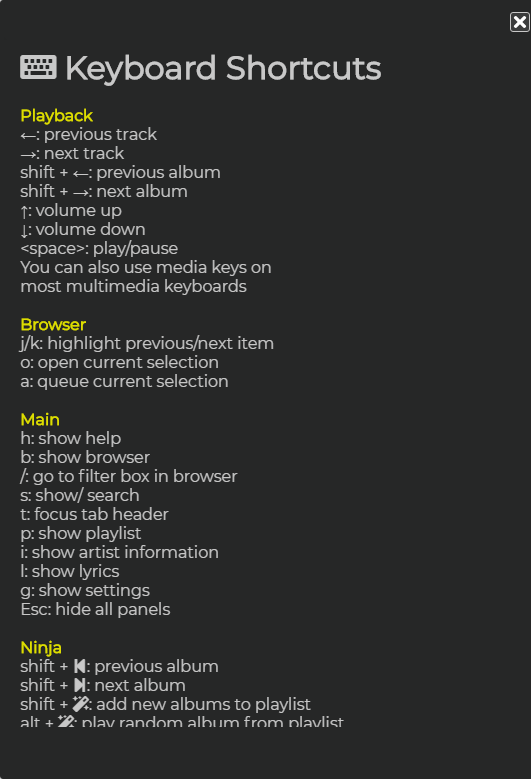 Keyboard Shortcuts
Playback
←: previous track
→: next track
shift + ←: previous album
shift + →: next album
↑: volume up
↓: volume down
<space>: play/pause
You can also use media keys on
most multimedia keyboards
Browser
j/k: highlight previous/next item
o: open current selection
a: queue current selection
Main
h: show help
b: show browser
/: go to filter box in browser
s: show/ search
t: focus tab header
p: show playlist
i: show artist information
l: show lyrics
g: show settings
Esc: hide all panels
Ninja
shift + ⏮: previous album
shift + ⏭: next album
shift + : add new albums to playlist
alt + : play random album from playlist